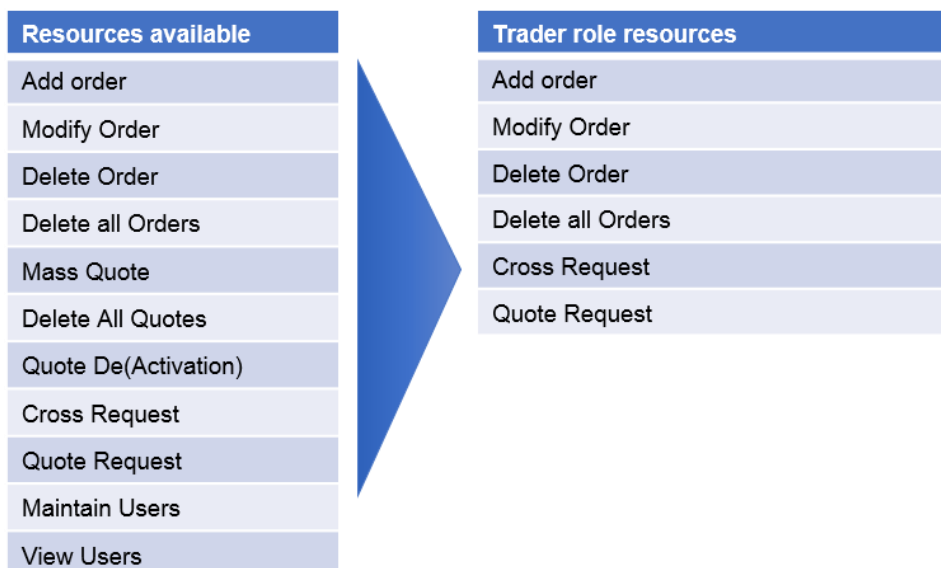 Resources available
Add order
Modify Order
Delete Order
Delete all Orders
Mass Quote
Delete All Quotes
Quote De(Activation)
Cross Request
Quote Request
Maintain Users
View Users
Trader role resources
Add order
Modify Order
Delete Order
Delete all Orders
Cross Request
Quote Request